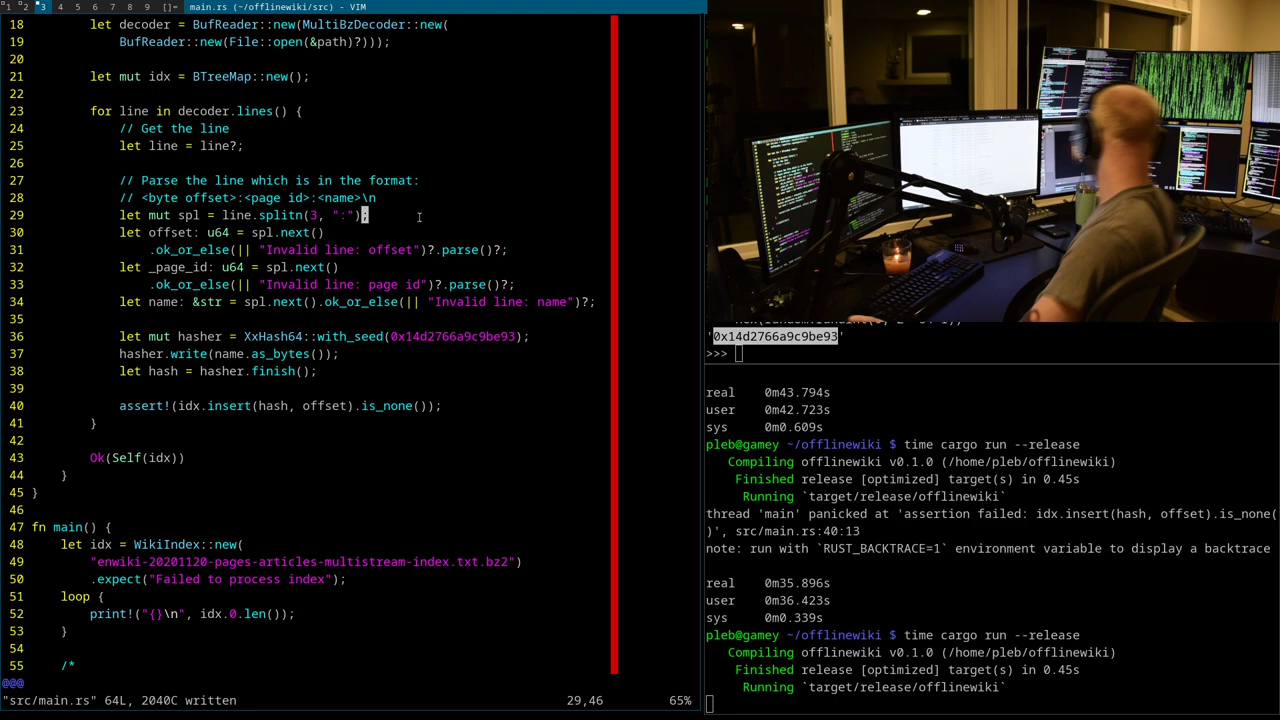 1 2 3 4 5 6 7 8 9 []= main.rs (~/offlinewiki/src) - VIM
18 let decoder = BufReader::new(MultiBzDecoder::new(
19 BufReader::new(File::open(&path)?)));
20
21 let mut idx = BTreeMap::new();
22
23 for line in decoder.lines() {
24 // Get the line
25 let line = line?;
26
27 // Parse the line which is in the format:
28 // <byte offset>:<page id>:<name>\n
29 let mut spl = line.splitn(3, ":");
30 let offset: u64 = spl.next()
31 .ok_or_else(|| "Invalid line: offset")?.parse()?;
32 let _page_id: u64 = spl.next()
33 .ok_or_else(|| "Invalid line: page id")?.parse()?;
34 let name: &str = spl.next().ok_or_else(|| "Invalid line: name")?;
35
36 let mut hasher = XxHash64::with_seed(0x14d2766a9c9be93);
37 hasher.write(name.as_bytes());
38 let hash = hasher.finish();
39
40 assert!(idx.insert(hash, offset).is_none());
41 }
42
43 Ok(Self(idx))
44 }
45 }
46
47 fn main() {
48 let idx = WikiIndex::new(
49 "enwiki-20201120-pages-articles-multistream-index.txt.bz2")
50 .expect("Failed to process index");
51 loop {
52 print!("{}\n", idx.0.len());
53 }
54
55 /*
@@@
"src/main.rs" 64L, 2040C written 29,46 65%
'0x14d2766a9c9be93'
>>>
real 0m43.794s
user 0m42.723s
sys 0m0.609s
pleb@gamey ~/offlinewiki $ time cargo run --release
Compiling offlinewiki v0.1.0 (/home/pleb/offlinewiki)
Finished release [optimized] target(s) in 0.45s
Running `target/release/offlinewiki`
thread 'main' panicked at 'assertion failed: idx.insert(hash, offset).is_none(
)', src/main.rs:40:13
note: run with `RUST_BACKTRACE=1` environment variable to display a backtrace
real 0m35.896s
user 0m36.423s
sys 0m0.339s
pleb@gamey ~/offlinewiki $ time cargo run --release
Compiling offlinewiki v0.1.0 (/home/pleb/offlinewiki)
Finished release [optimized] target(s) in 0.45s
Running `target/release/offlinewiki`